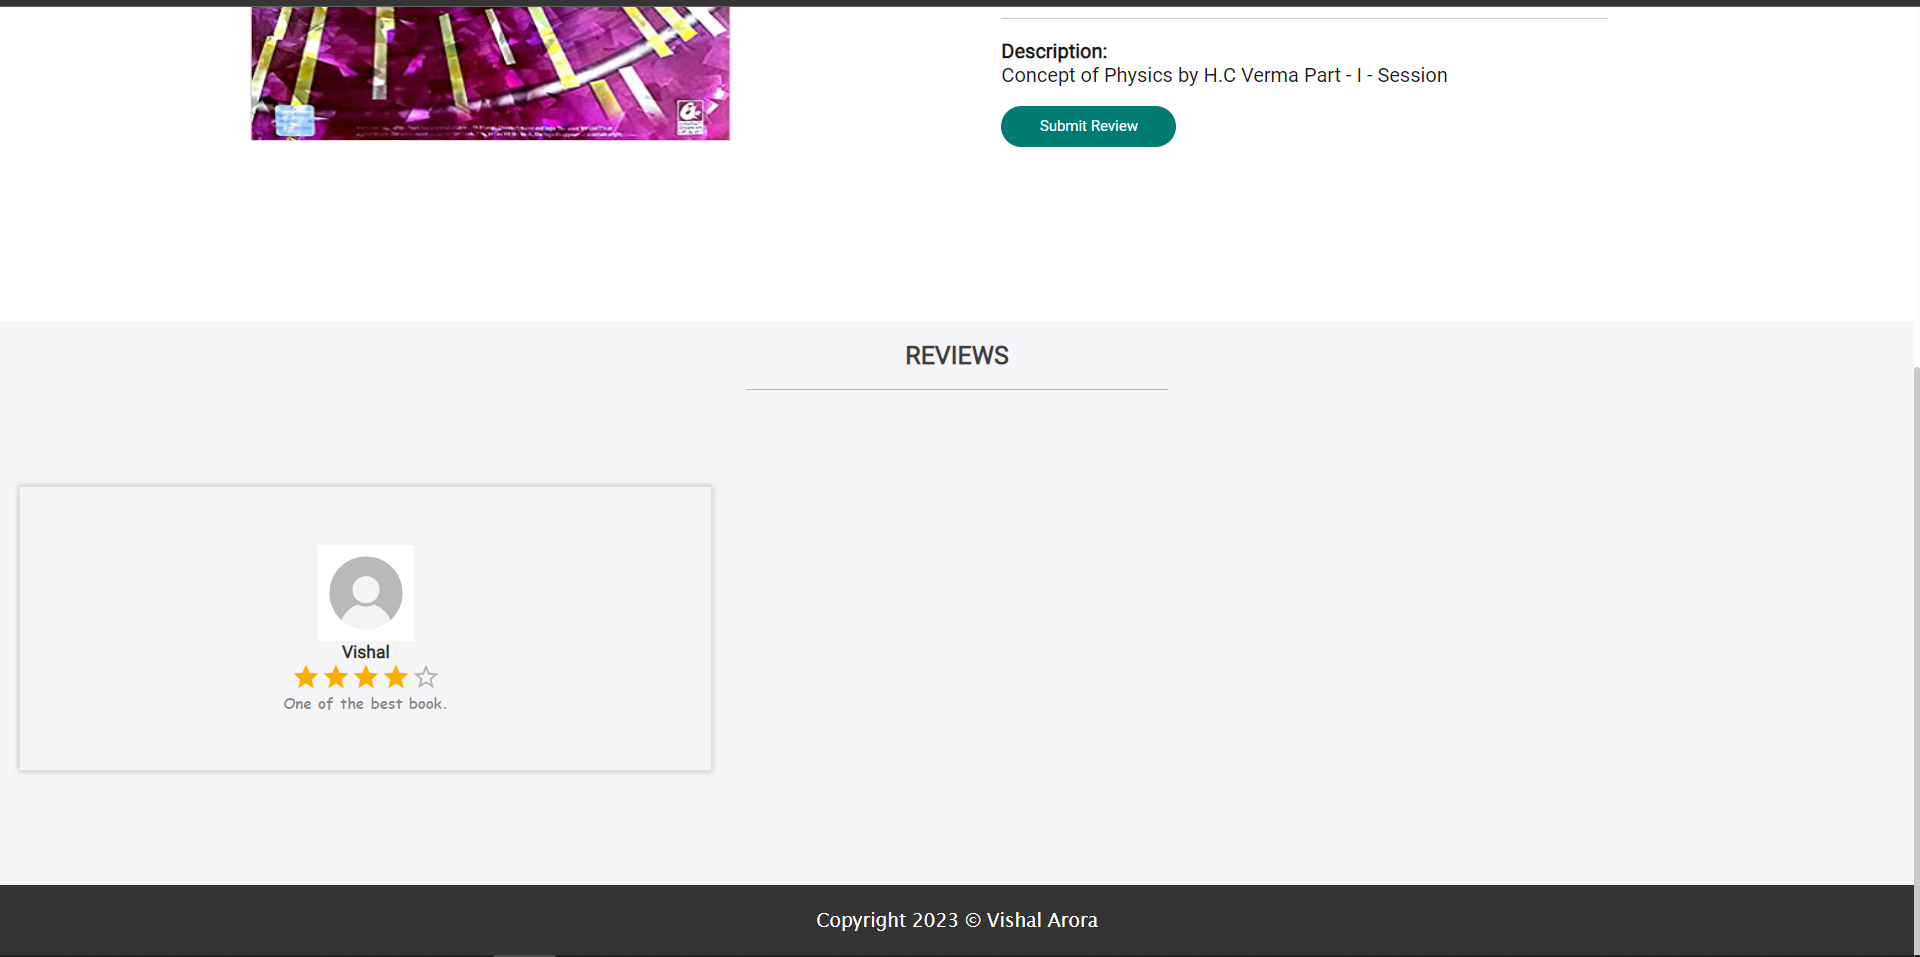 Description:
Concept of Physics by H.C Verma Part - I - Session
Submit Review
REVIEWS
Vishal
One of the best book.
Copyright 2023 © Vishal Arora